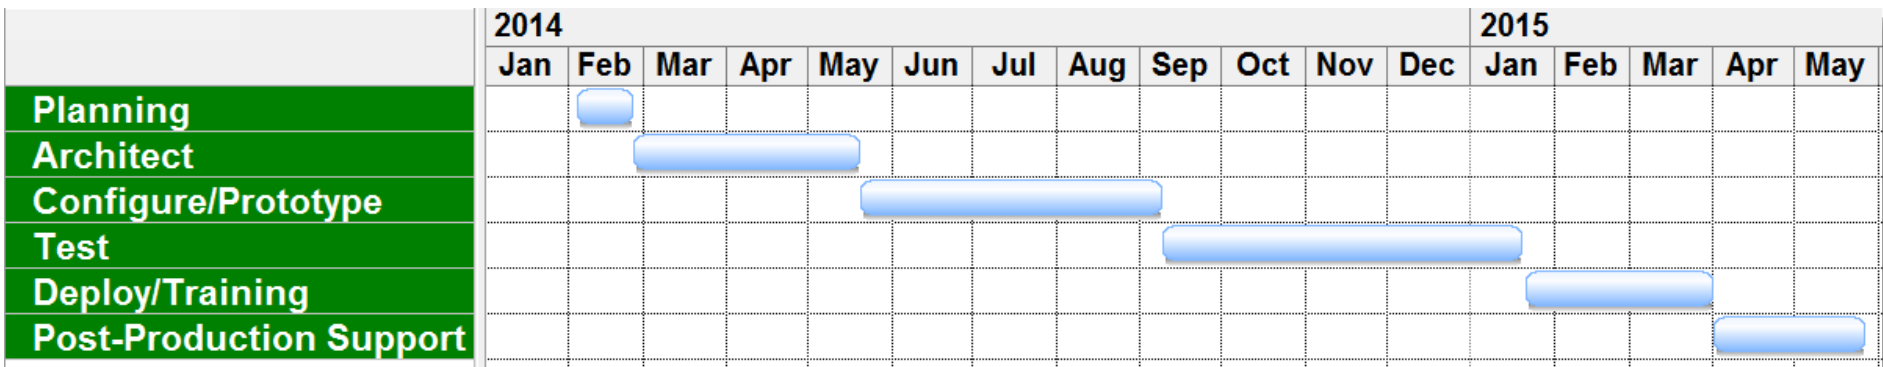 2014 2015
Jan Feb Mar Apr May Jun Jul Aug Sep Oct Nov Dec Jan Feb Mar Apr May
Planning
Architect
Configure/Prototype
Test
Deploy/Training
Post-Production Support